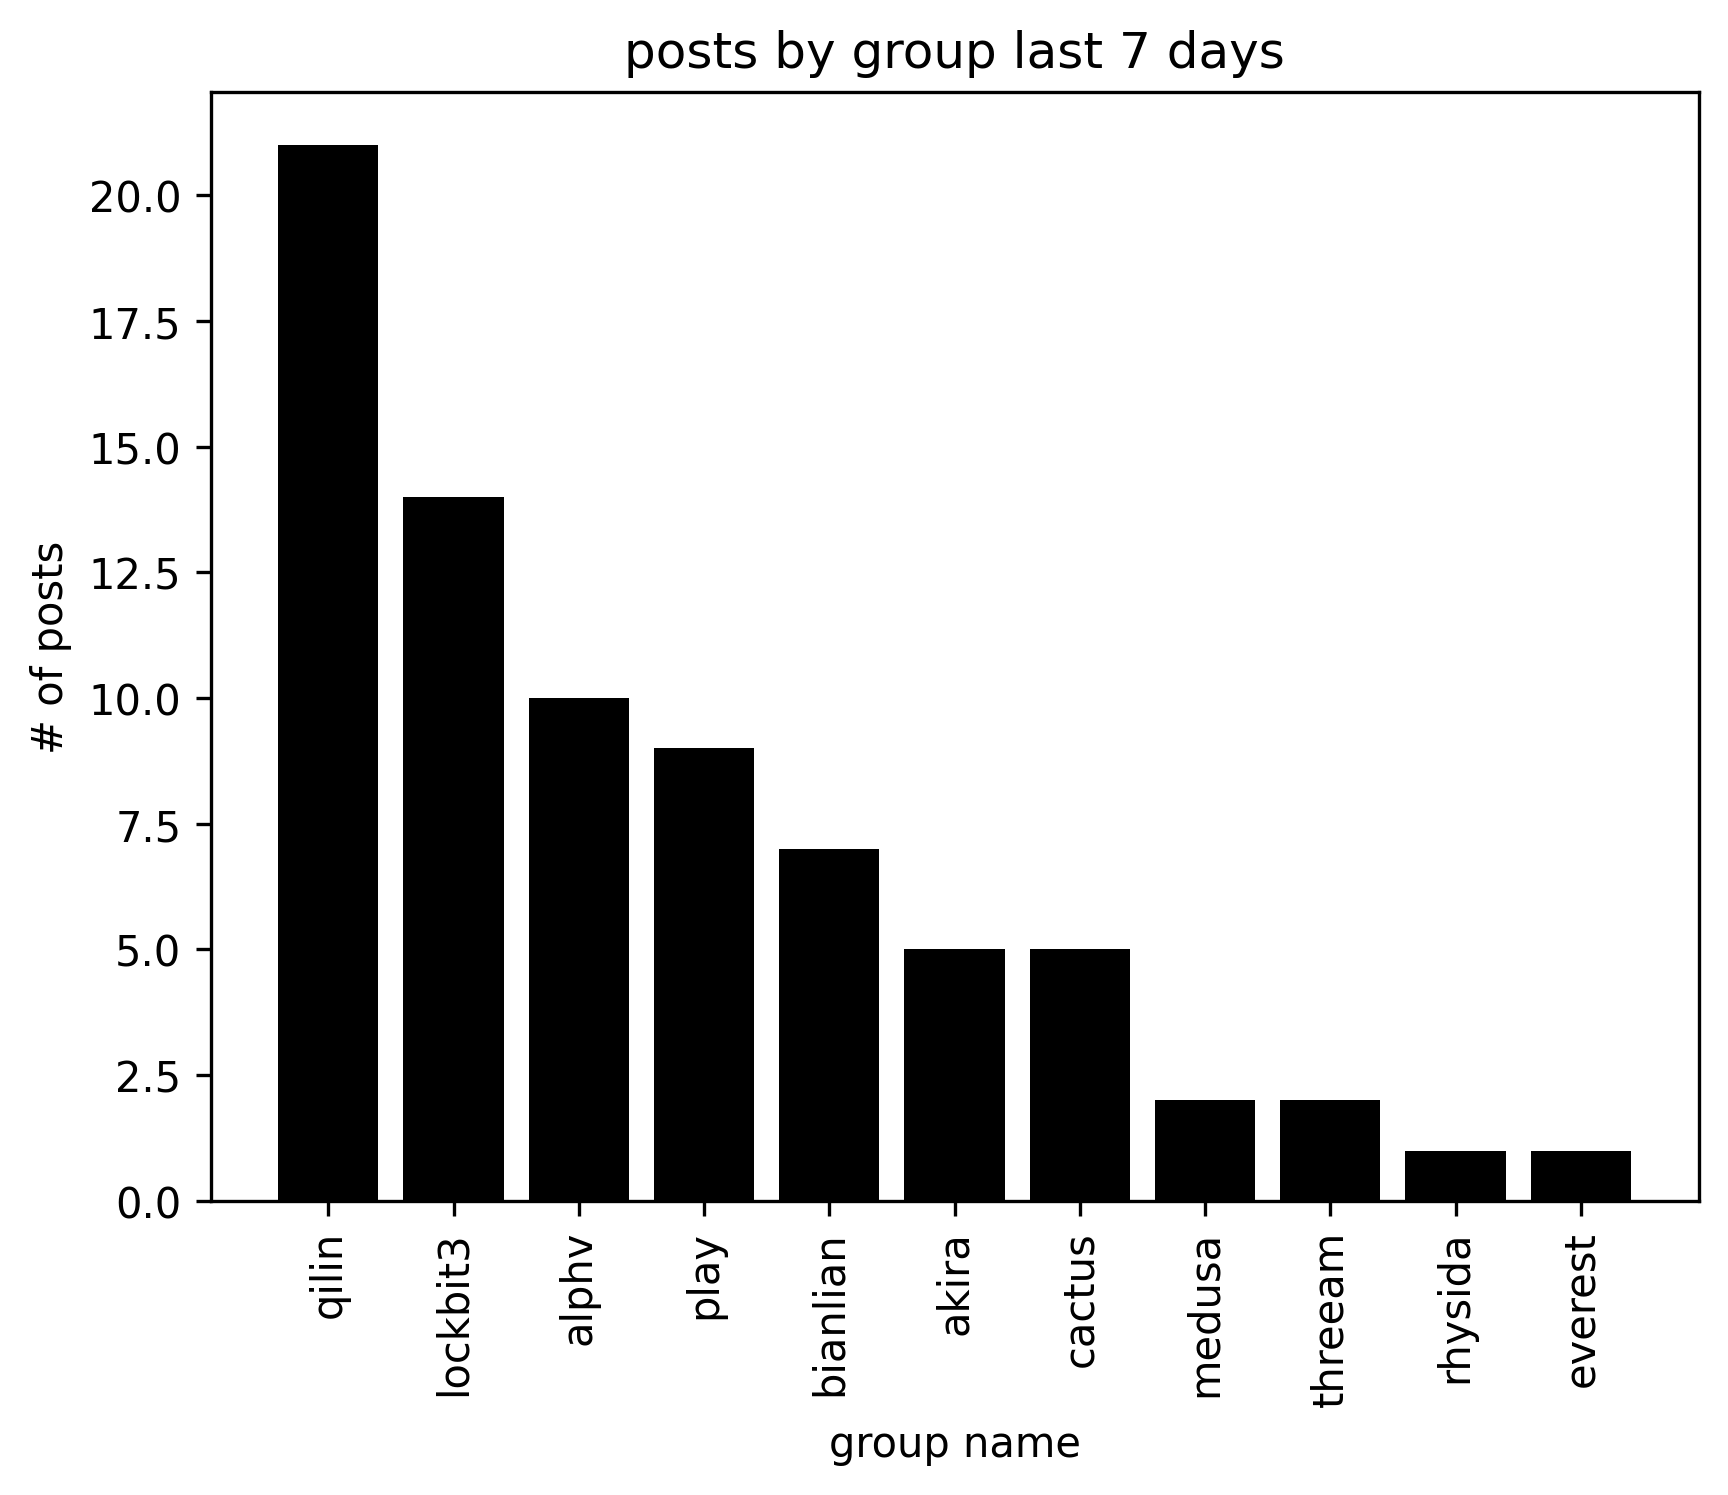 posts by group last 7 days
# of posts
20.0
17.5
15.0
12.5
10.0
7.5
5.0
2.5
0.0
qilin
lockbit3
alphv
play
bianlian
akira
cactus
medusa
threeam
rhysida
everest
group name